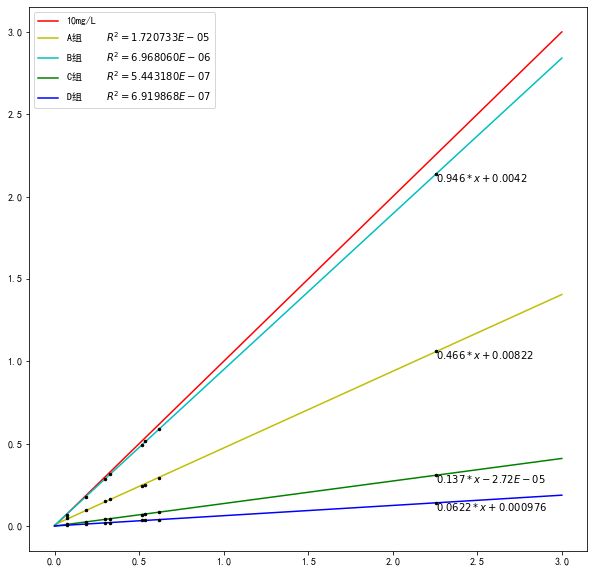 10mg/L
A组 R² = 1.720733E − 05
B组 R² = 6.968060E − 06
C组 R² = 5.443180E − 07
D组 R² = 6.919868E − 07
3.0
2.5
2.0
1.5
1.0
0.5
0.0
0.946 * x + 0.0042
0.466 * x + 0.00822
0.137 * x − 2.72E − 05
0.0622 * x + 0.000976
0.0 0.5 1.0 1.5 2.0 2.5 3.0